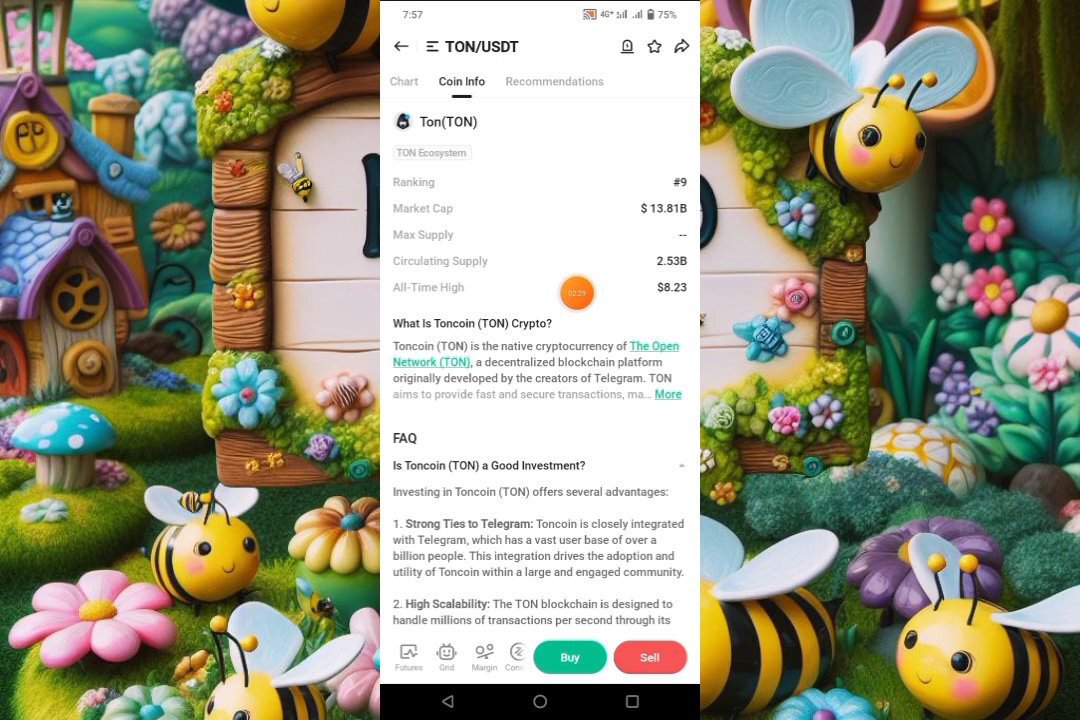 7:57
4G+
75%
TON/USDT
Chart Coin Info Recommendations
Ton(TON)
TON Ecosystem
Ranking #9
Market Cap $ 13.81B
Max Supply --
Circulating Supply 2.53B
All-Time High $8.23
02:29
What Is Toncoin (TON) Crypto?
Toncoin (TON) is the native cryptocurrency of The Open
Network (TON), a decentralized blockchain platform
originally developed by the creators of Telegram. TON
aims to provide fast and secure transactions, ma... More
FAQ
Is Toncoin (TON) a Good Investment?
Investing in Toncoin (TON) offers several advantages:
1. Strong Ties to Telegram: Toncoin is closely integrated
with Telegram, which has a vast user base of over a
billion people. This integration drives the adoption and
utility of Toncoin within a large and engaged community.
2. High Scalability: The TON blockchain is designed to
handle millions of transactions per second through its
Futures Grid Margin Conv Buy Sell